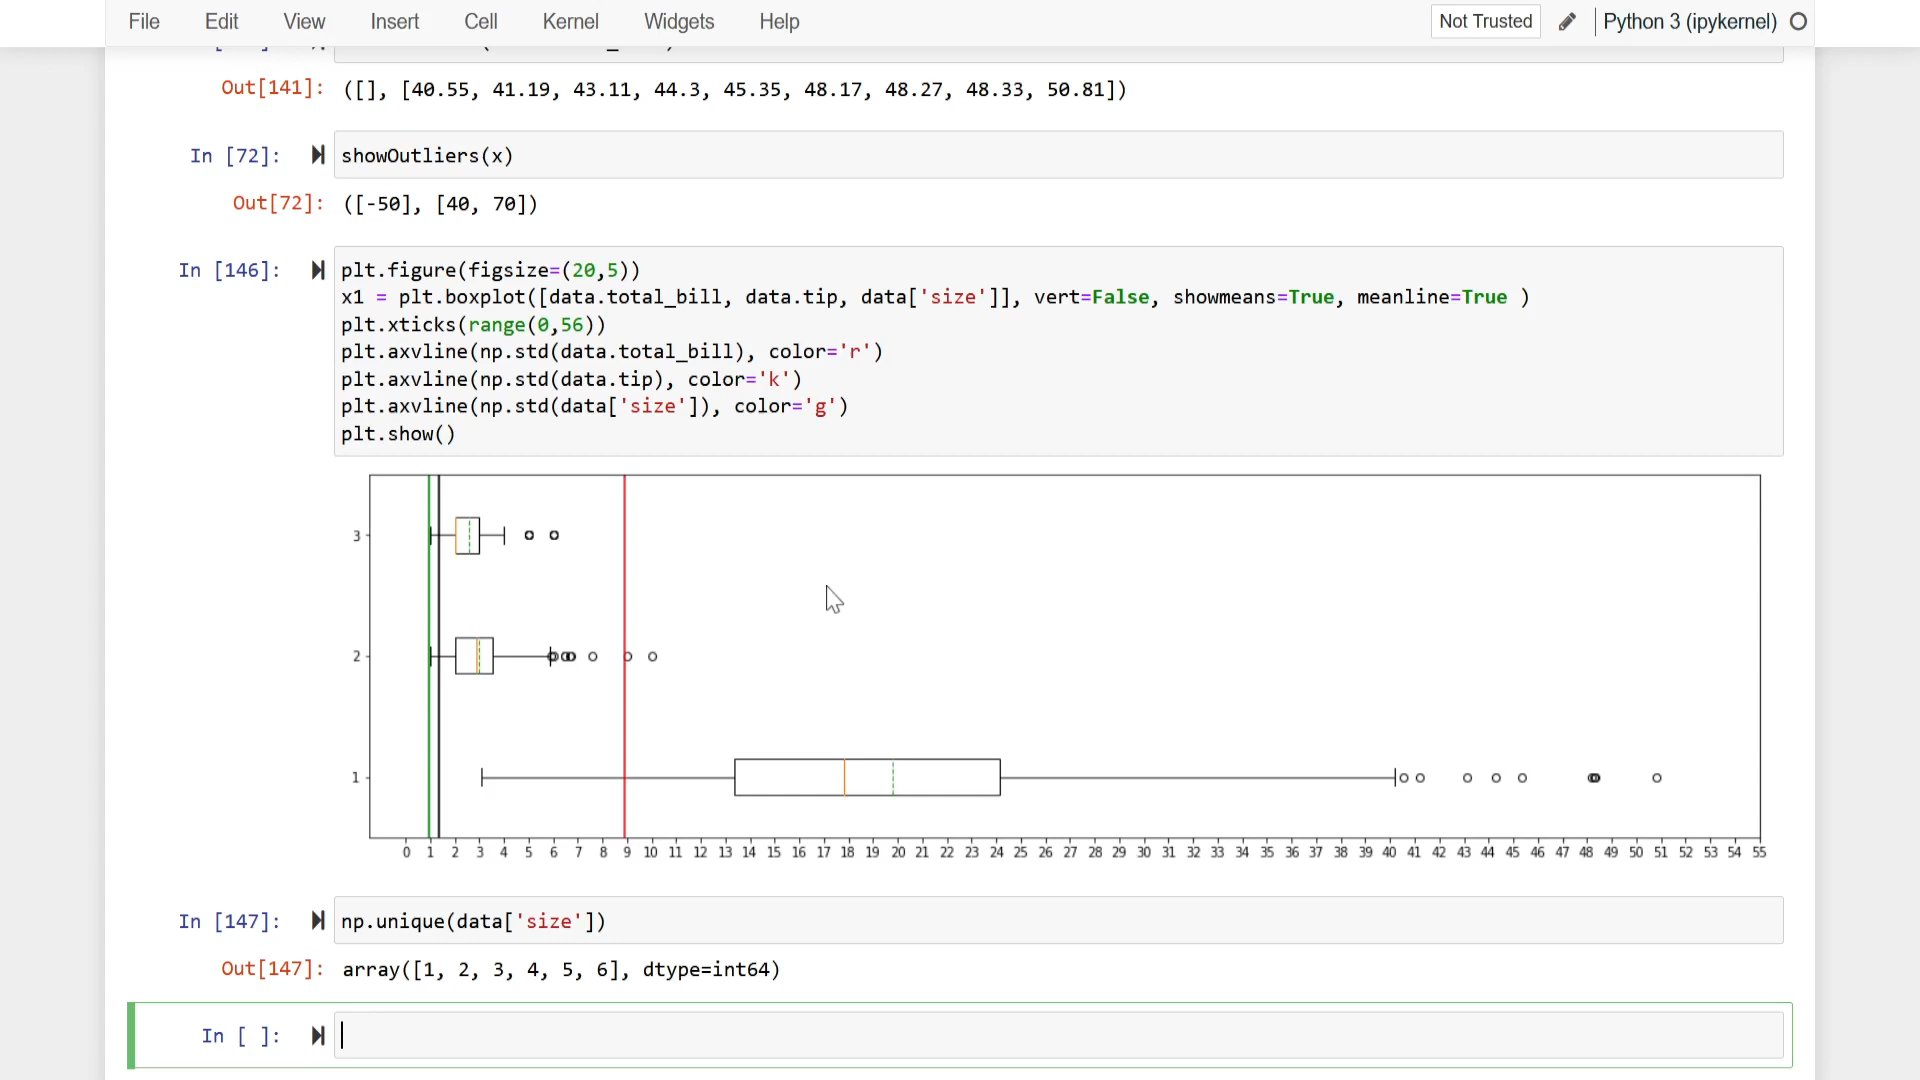 File Edit View Insert Cell Kernel Widgets Help Not Trusted Python 3 (ipykernel)
Out[141]: ([], [40.55, 41.19, 43.11, 44.3, 45.35, 48.17, 48.27, 48.33, 50.81])
In [72]: showOutliers(x)
Out[72]: ([-50], [40, 70])
In [146]: plt.figure(figsize=(20,5))
x1 = plt.boxplot([data.total_bill, data.tip, data['size']], vert=False, showmeans=True, meanline=True )
plt.xticks(range(0,56))
plt.axvline(np.std(data.total_bill), color='r')
plt.axvline(np.std(data.tip), color='k')
plt.axvline(np.std(data['size']), color='g')
plt.show()
3
2
1
0 1 2 3 4 5 6 7 8 9 10 11 12 13 14 15 16 17 18 19 20 21 22 23 24 25 26 27 28 29 30 31 32 33 34 35 36 37 38 39 40 41 42 43 44 45 46 47 48 49 50 51 52 53 54 55
In [147]: np.unique(data['size'])
Out[147]: array([1, 2, 3, 4, 5, 6], dtype=int64)
In [ ]: